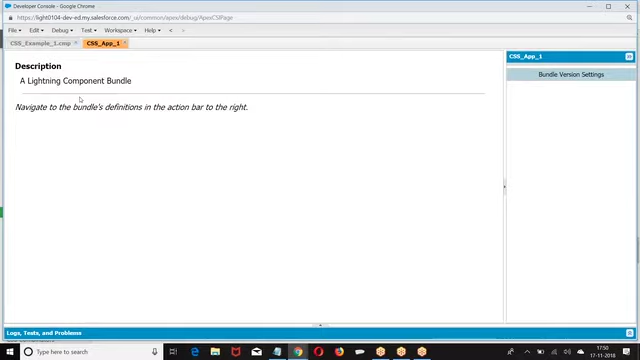 Developer Console - Google Chrome
https://light0104-dev-ed.my.salesforce.com/_ui/common/apex/debug/ApexCSIPage
File Edit Debug Test Workspace Help < >
CSS_Example_1.cmp CSS_App_1
Description
A Lightning Component Bundle
Navigate to the bundle's definitions in the action bar to the right.
CSS_App_1
Bundle Version Settings
Logs, Tests, and Problems
Type here to search
17:50
17-11-2018